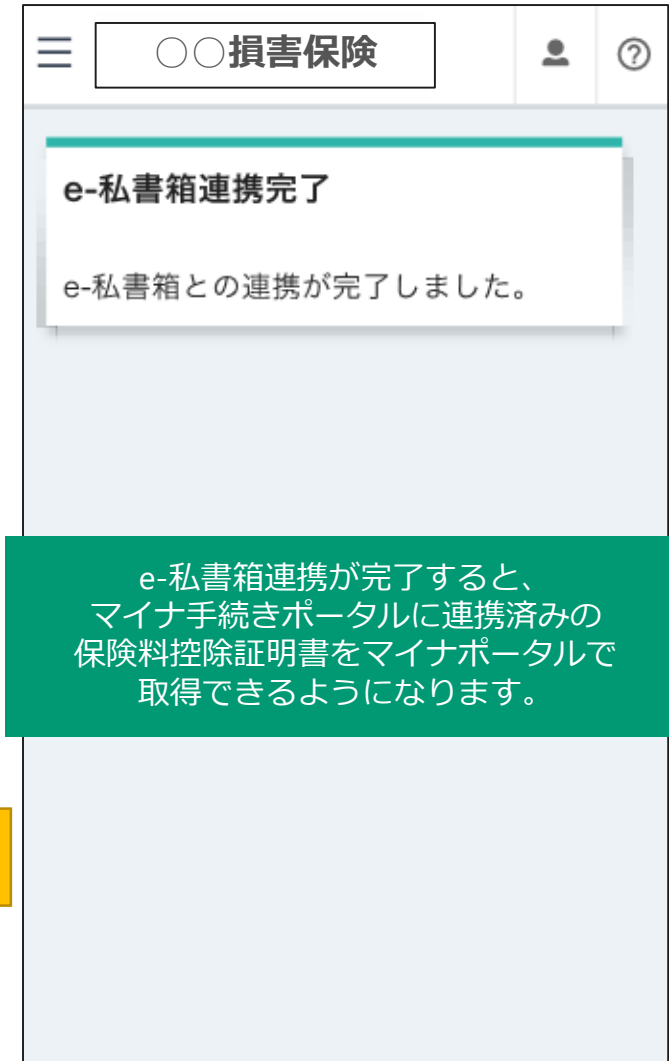 ○○損害保険
e-私書箱連携完了
e-私書箱との連携が完了しました。
e-私書箱連携が完了すると、
マイナ手続きポータルに連携済みの
保険料控除証明書をマイナポータルで
取得できるようになります。